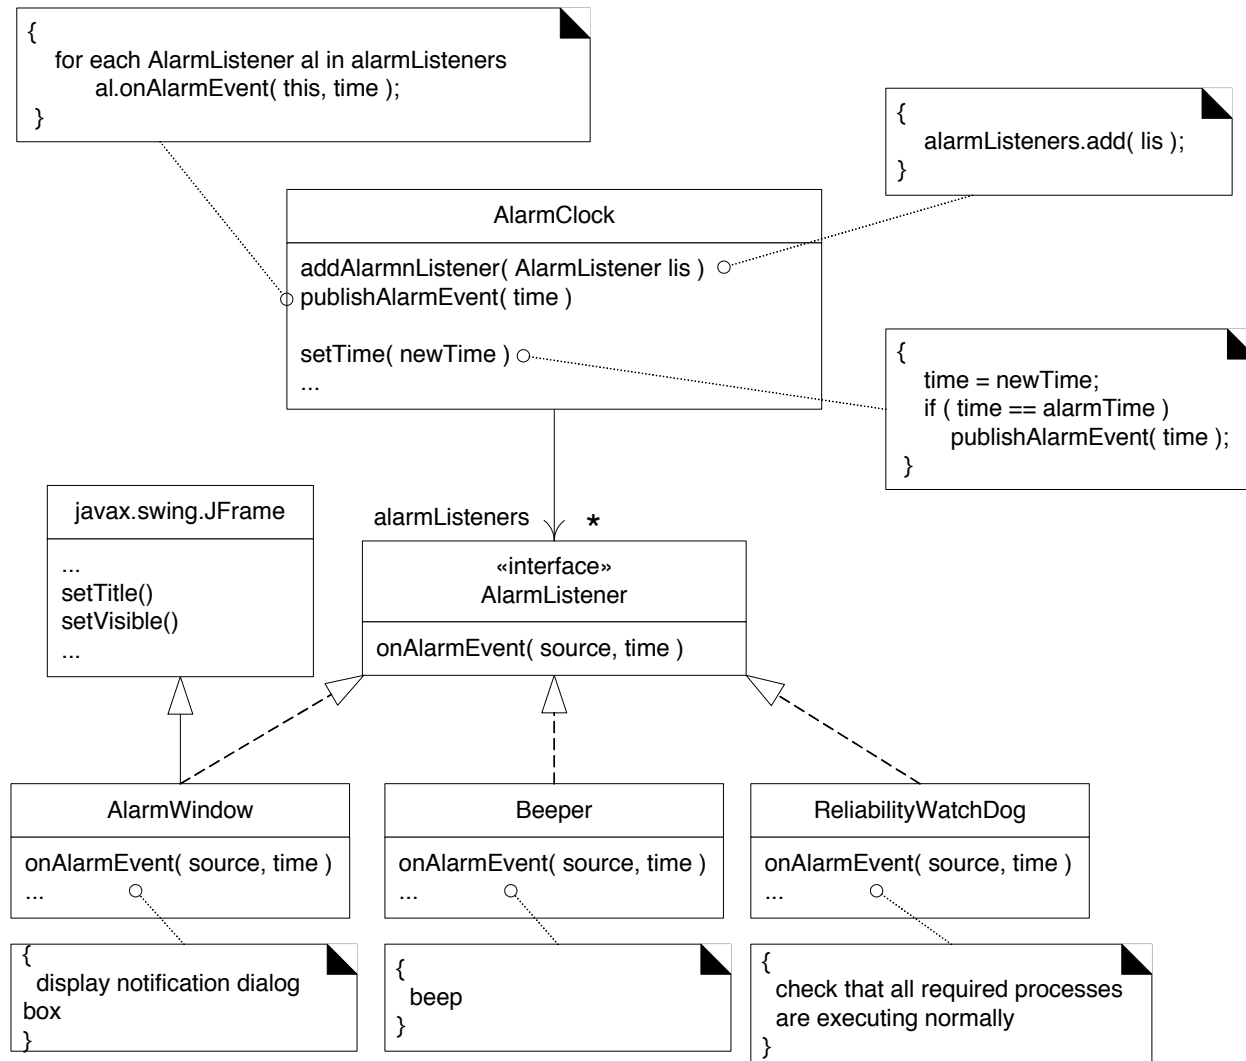 {
for each AlarmListener al in alarmListeners
al.onAlarmEvent( this, time );
}
{
alarmListeners.add( lis );
}
AlarmClock
addAlarmnListener( AlarmListener lis )
publishAlarmEvent( time )
setTime( newTime )
...
{
time = newTime;
if ( time == alarmTime )
publishAlarmEvent( time );
}
javax.swing.JFrame
...
setTitle()
setVisible()
...
alarmListeners *
«interface»
AlarmListener
onAlarmEvent( source, time )
AlarmWindow
onAlarmEvent( source, time )
...
Beeper
onAlarmEvent( source, time )
...
ReliabilityWatchDog
onAlarmEvent( source, time )
...
{
display notification dialog
box
}
{
beep
}
{
check that all required processes
are executing normally
}